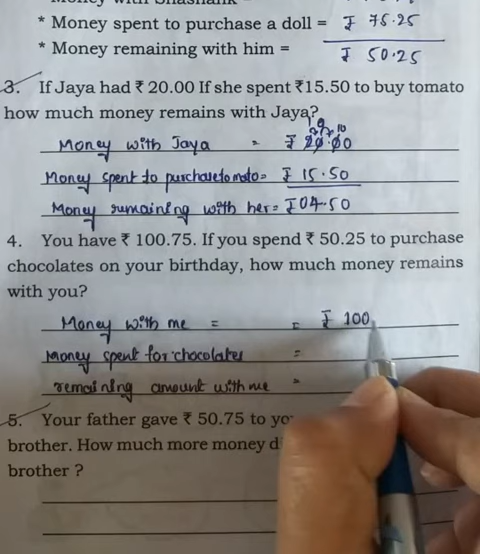 * Money spent to purchase a doll = ₹ 75.25
* Money remaining with him = ₹ 50.25
3. If Jaya had ₹ 20.00 If she spent ₹15.50 to buy tomato
how much money remains with Jaya?
Money with Jaya = ₹ 20.00
Money spent to purchase tomato = ₹ 15.50
Money remaining with her = ₹ 04.50
4. You have ₹ 100.75. If you spend ₹ 50.25 to purchase
chocolates on your birthday, how much money remains
with you?
Money with me = = ₹ 100
Money spent for chocolates =
remaining amount with me =
5. Your father gave ₹ 50.75 to
brother. How much more money
brother ?